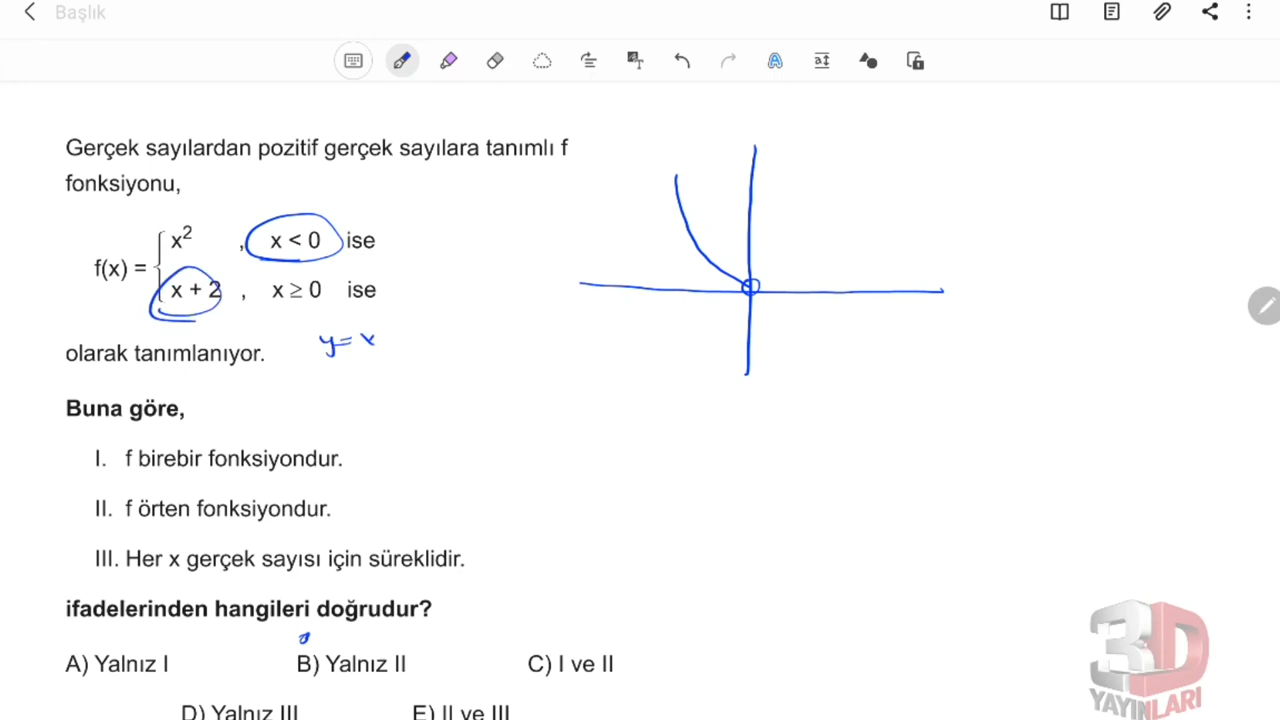 Başlık
Gerçek sayılardan pozitif gerçek sayılara tanımlı f
fonksiyonu,
x² , x < 0 ise
f(x) =
x + 2 , x ≥ 0 ise
y = x
olarak tanımlanıyor.
Buna göre,
I. f birebir fonksiyondur.
II. f örten fonksiyondur.
III. Her x gerçek sayısı için süreklidir.
ifadelerinden hangileri doğrudur?
A) Yalnız I B) Yalnız II C) I ve II
D) Yalnız III E) II ve III
3D
YAYINLARI